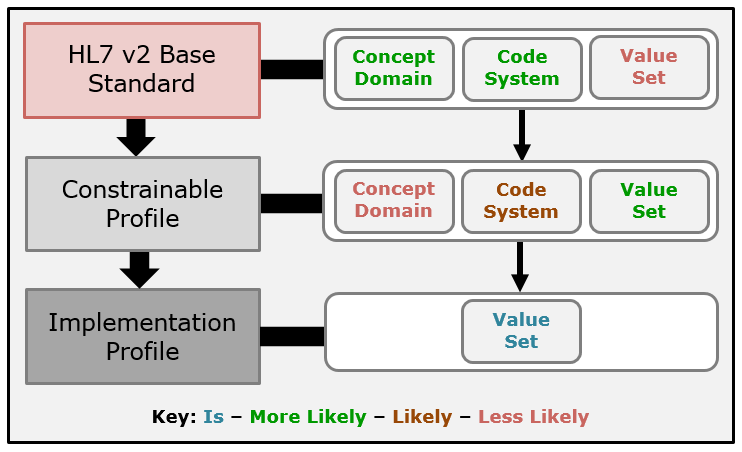 HL7 v2 Base
Standard
Concept
Domain
Code
System
Value
Set
Constrainable
Profile
Concept
Domain
Code
System
Value
Set
Implementation
Profile
Value
Set
Key: Is – More Likely – Likely – Less Likely